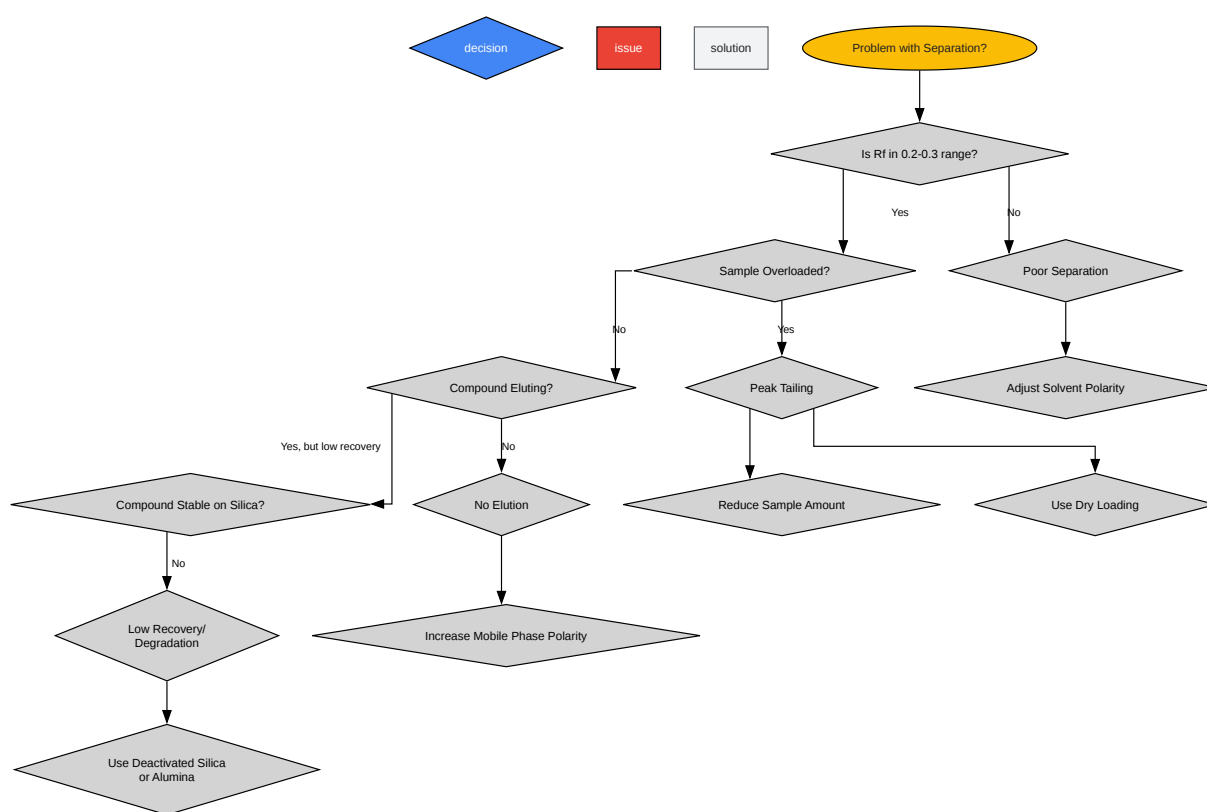 decision
issue
solution
Problem with Separation?
Is Rf in 0.2-0.3 range?
Yes
No
Sample Overloaded?
Poor Separation
No
Yes
Compound Eluting?
Peak Tailing
Adjust Solvent Polarity
Yes, but low recovery
No
Compound Stable on Silica?
No Elution
Reduce Sample Amount
Use Dry Loading
No
Low Recovery/
Degradation
Increase Mobile Phase Polarity
Use Deactivated Silica
or Alumina